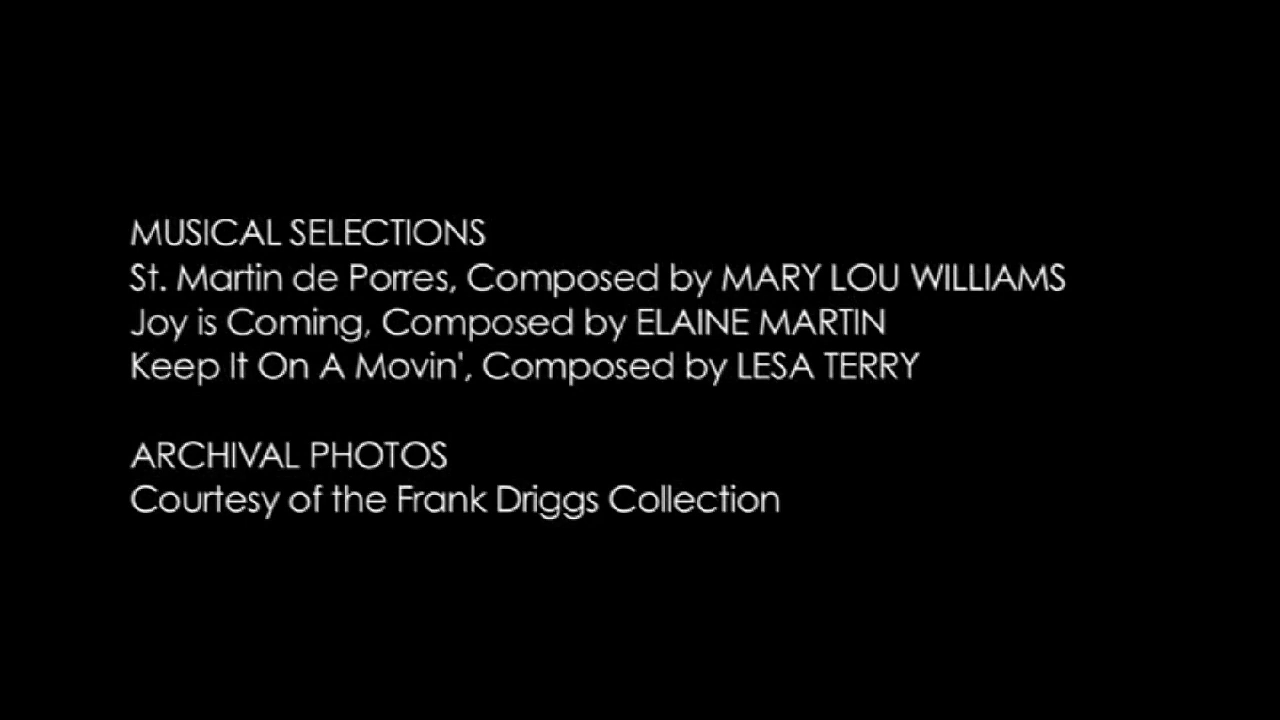 MUSICAL SELECTIONS
St. Martin de Porres, Composed by MARY LOU WILLIAMS
Joy is Coming, Composed by ELAINE MARTIN
Keep It On A Movin', Composed by LESA TERRY
ARCHIVAL PHOTOS
Courtesy of the Frank Driggs Collection